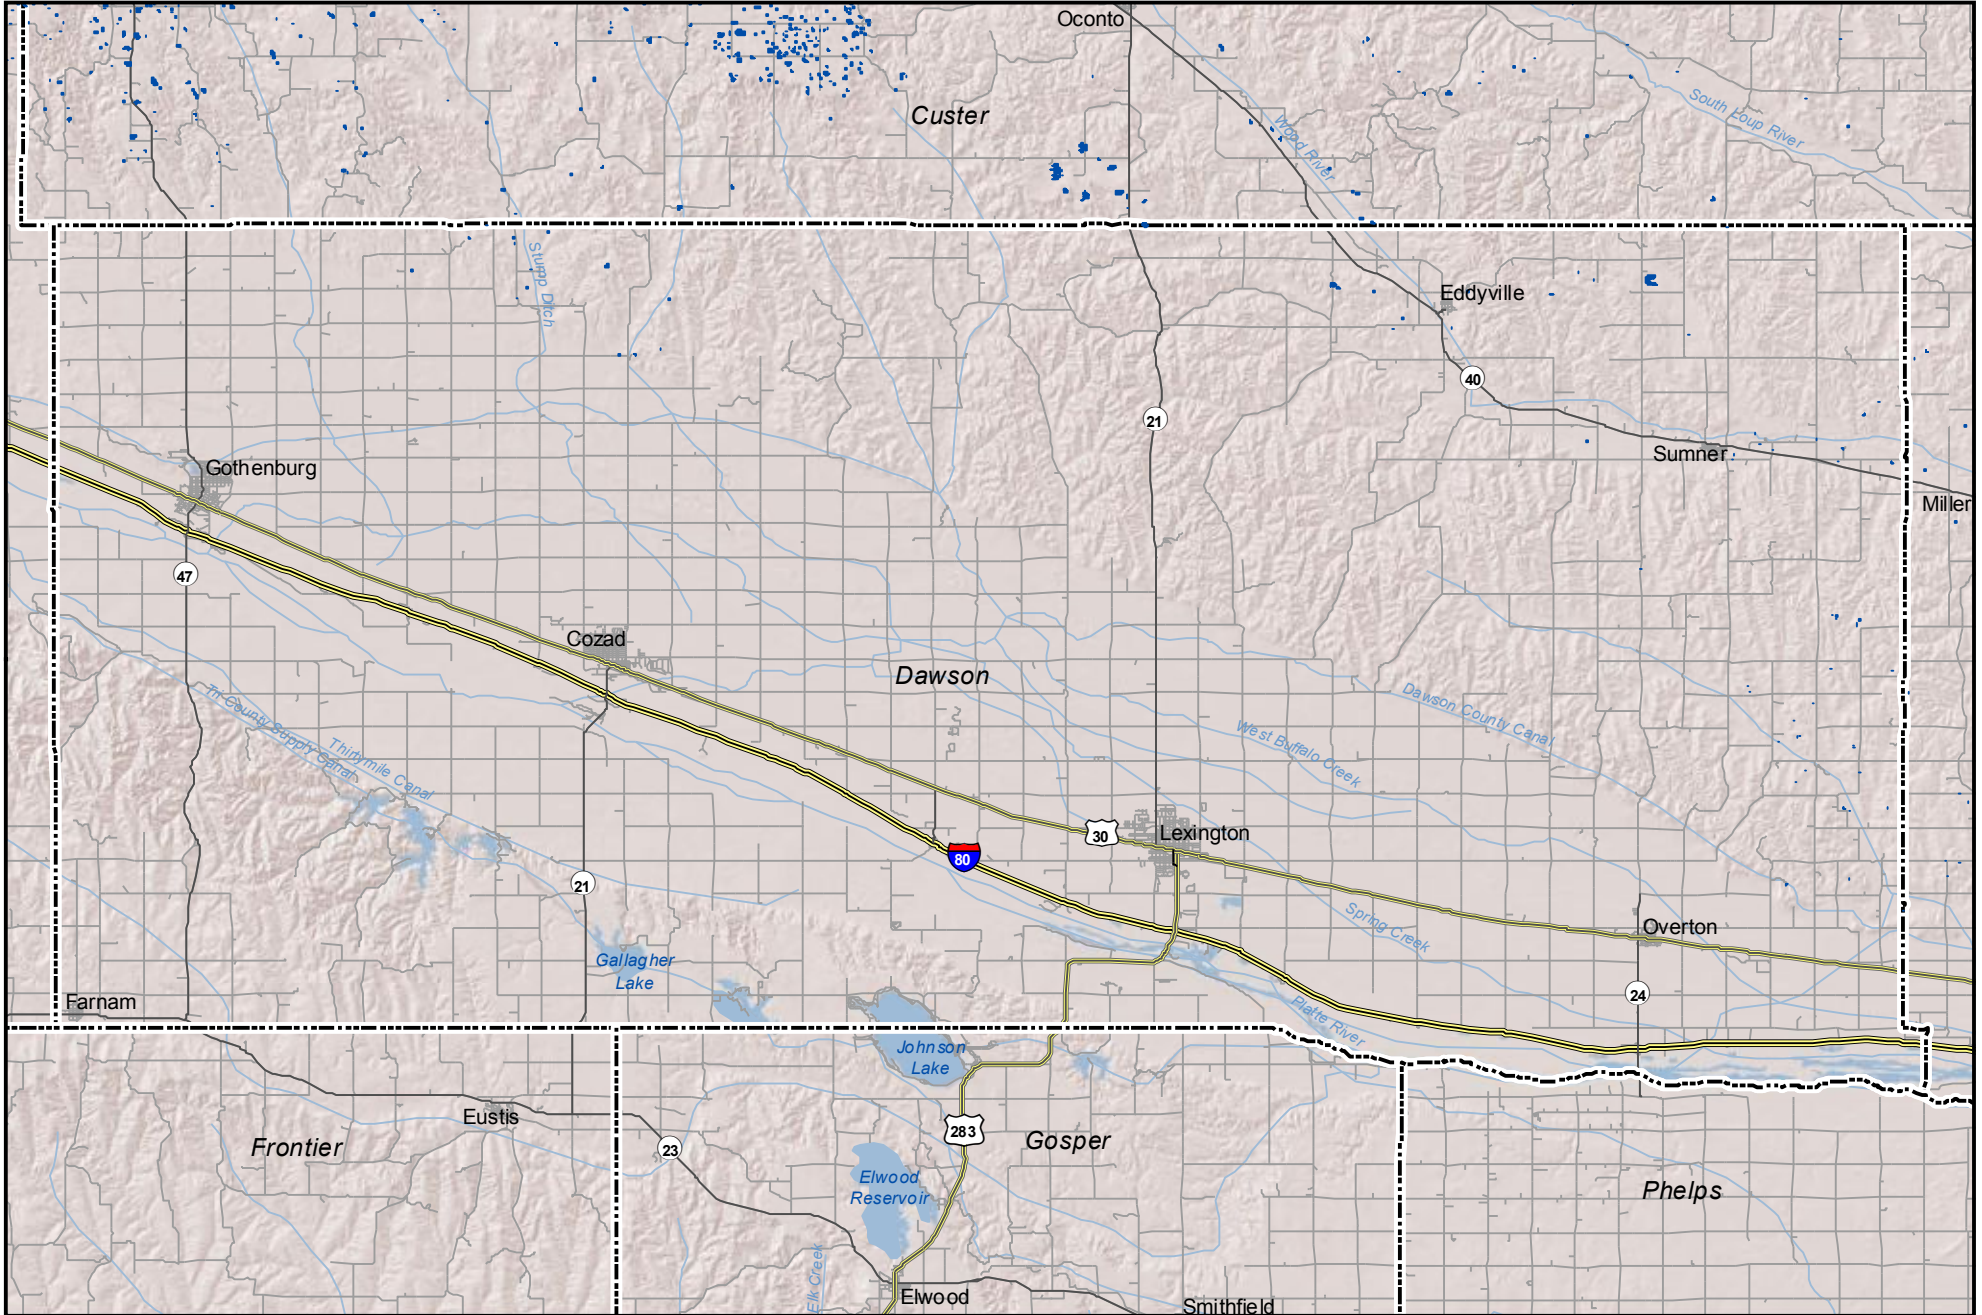 Oconto
Custer
South Loup River
Wood River
Stump Ditch
Eddyville
40
21
Sumner
Gothenburg
Miller
47
Cozad
Dawson
Tri County Supply Canal
Thirtymile Canal
Dawson County Canal
West Buffalo Creek
30
Lexington
80
21
Spring Creek
Overton
Gallagher
Lake
24
Farnam
Platte River
Johnson
Lake
Eustis
283
Gosper
Frontier
23
Elwood
Reservoir
Phelps
Elk Creek
Elwood
Smithfield